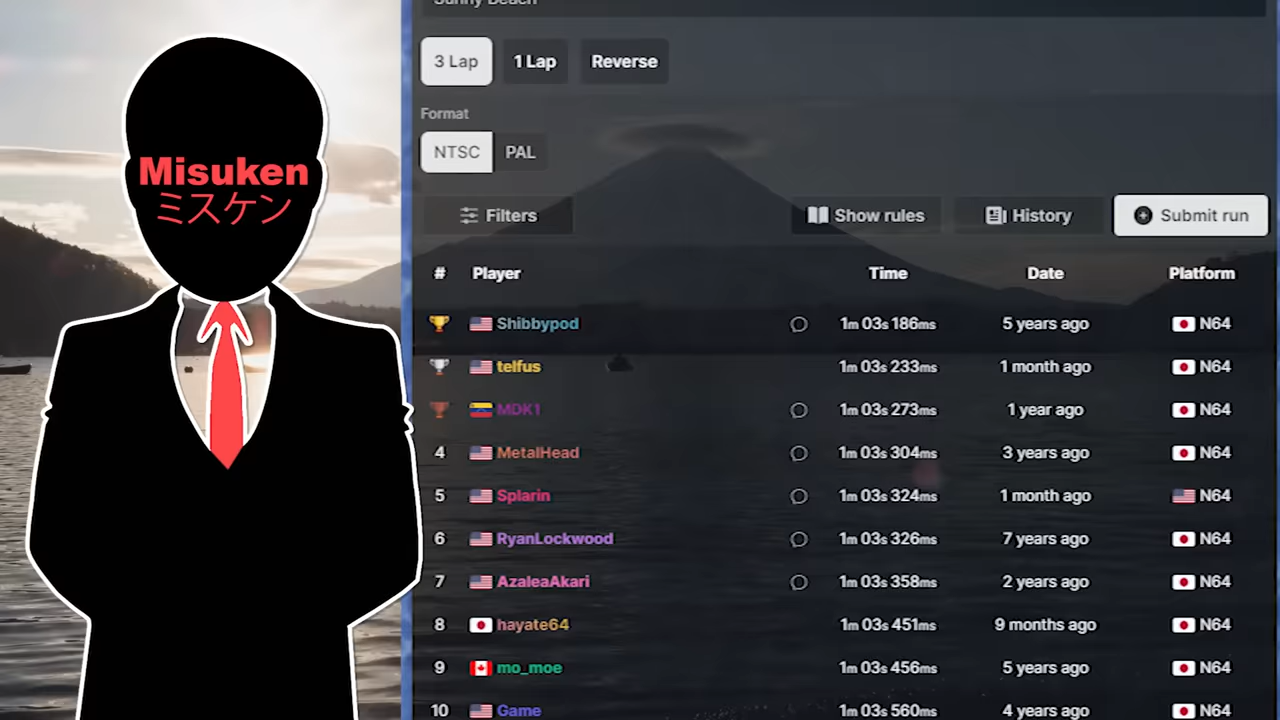 Sunny Beach
3 Lap 1 Lap Reverse
Format
NTSC PAL
Filters Show rules History Submit run
# Player Time Date Platform
Shibbypod 1m 03s 186ms 5 years ago N64
telfus 1m 03s 233ms 1 month ago N64
MDK1 1m 03s 273ms 1 year ago N64
4 MetalHead 1m 03s 304ms 3 years ago N64
5 Splarin 1m 03s 324ms 1 month ago N64
6 RyanLockwood 1m 03s 326ms 7 years ago N64
7 AzaleaAkari 1m 03s 358ms 2 years ago N64
8 hayate64 1m 03s 451ms 9 months ago N64
9 mo_moe 1m 03s 456ms 5 years ago N64
10 Game 1m 03s 560ms 4 years ago N64
Misuken
ミスケン